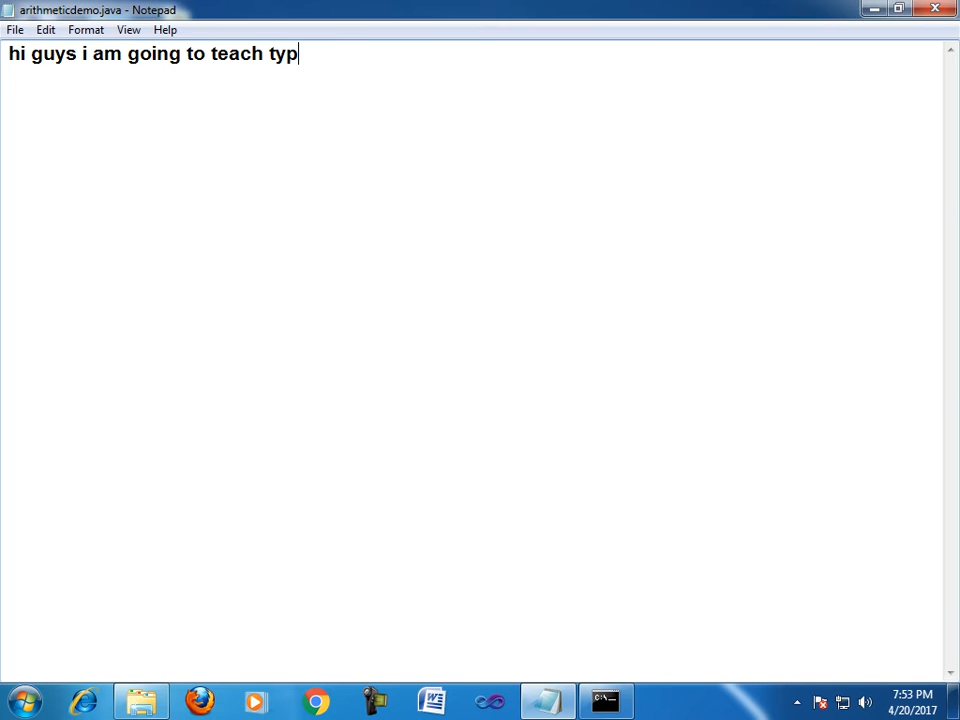 arithmeticdemo.java - Notepad
File Edit Format View Help
hi guys i am going to teach typ
C:\.
7:53 PM
4/20/2017